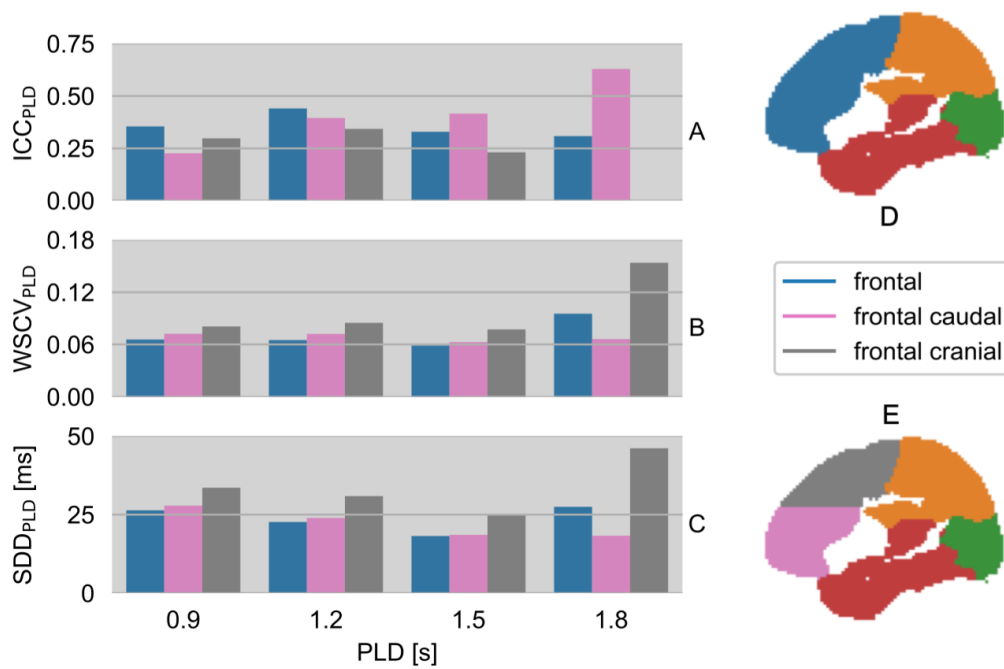 ICC_PLD
0.75
0.50
0.25
0.00
A
WSCV_PLD
0.18
0.12
0.06
0.00
B
SDD_PLD [ms]
50
25
0
C
0.9 1.2 1.5 1.8
PLD [s]
D
frontal
frontal caudal
frontal cranial
E